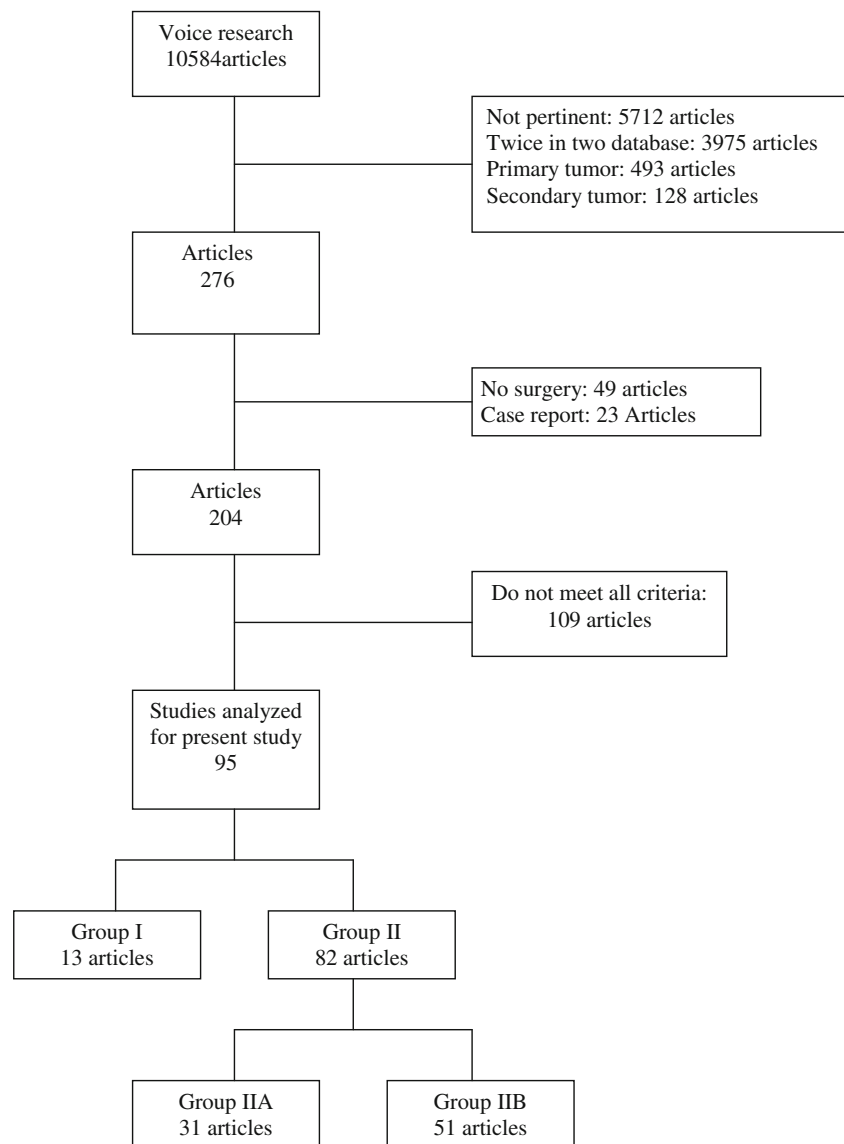 Voice research
10584articles
Not pertinent: 5712 articles
Twice in two database: 3975 articles
Primary tumor: 493 articles
Secondary tumor: 128 articles
Articles
276
No surgery: 49 articles
Case report: 23 Articles
Articles
204
Do not meet all criteria:
109 articles
Studies analyzed
for present study
95
Group I
13 articles
Group II
82 articles
Group IIA
31 articles
Group IIB
51 articles